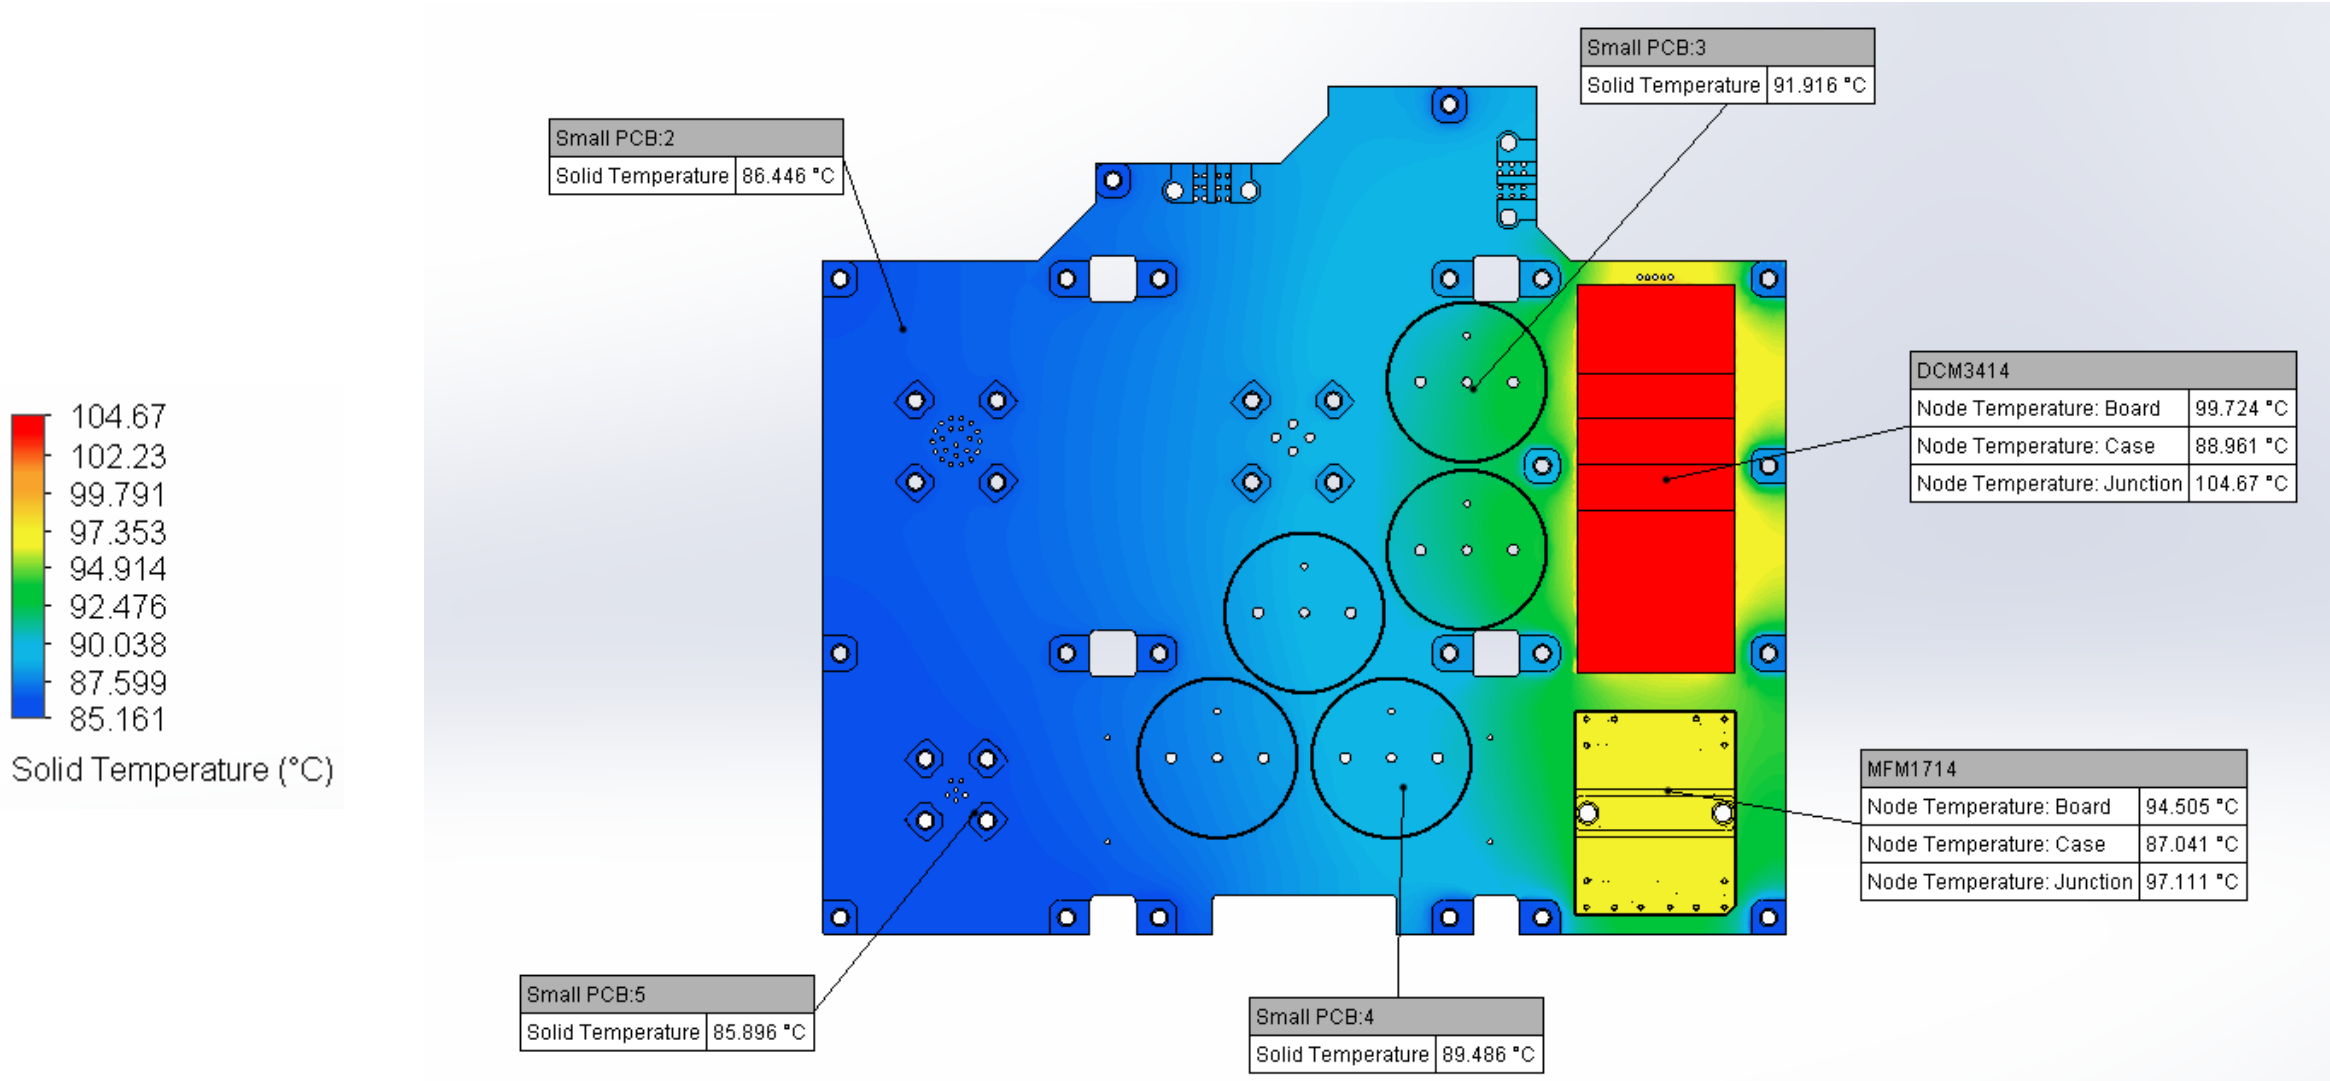 Small PCB:3
Solid Temperature 91.916 °C
Small PCB:2
Solid Temperature 86.446 °C
DCM3414
Node Temperature: Board 99.724 °C
Node Temperature: Case 88.961 °C
Node Temperature: Junction 104.67 °C
104.67
102.23
99.791
97.353
94.914
92.476
90.038
87.599
85.161
Solid Temperature (°C)
MFM1714
Node Temperature: Board 94.505 °C
Node Temperature: Case 87.041 °C
Node Temperature: Junction 97.111 °C
Small PCB:5
Solid Temperature 85.896 °C
Small PCB:4
Solid Temperature 89.486 °C